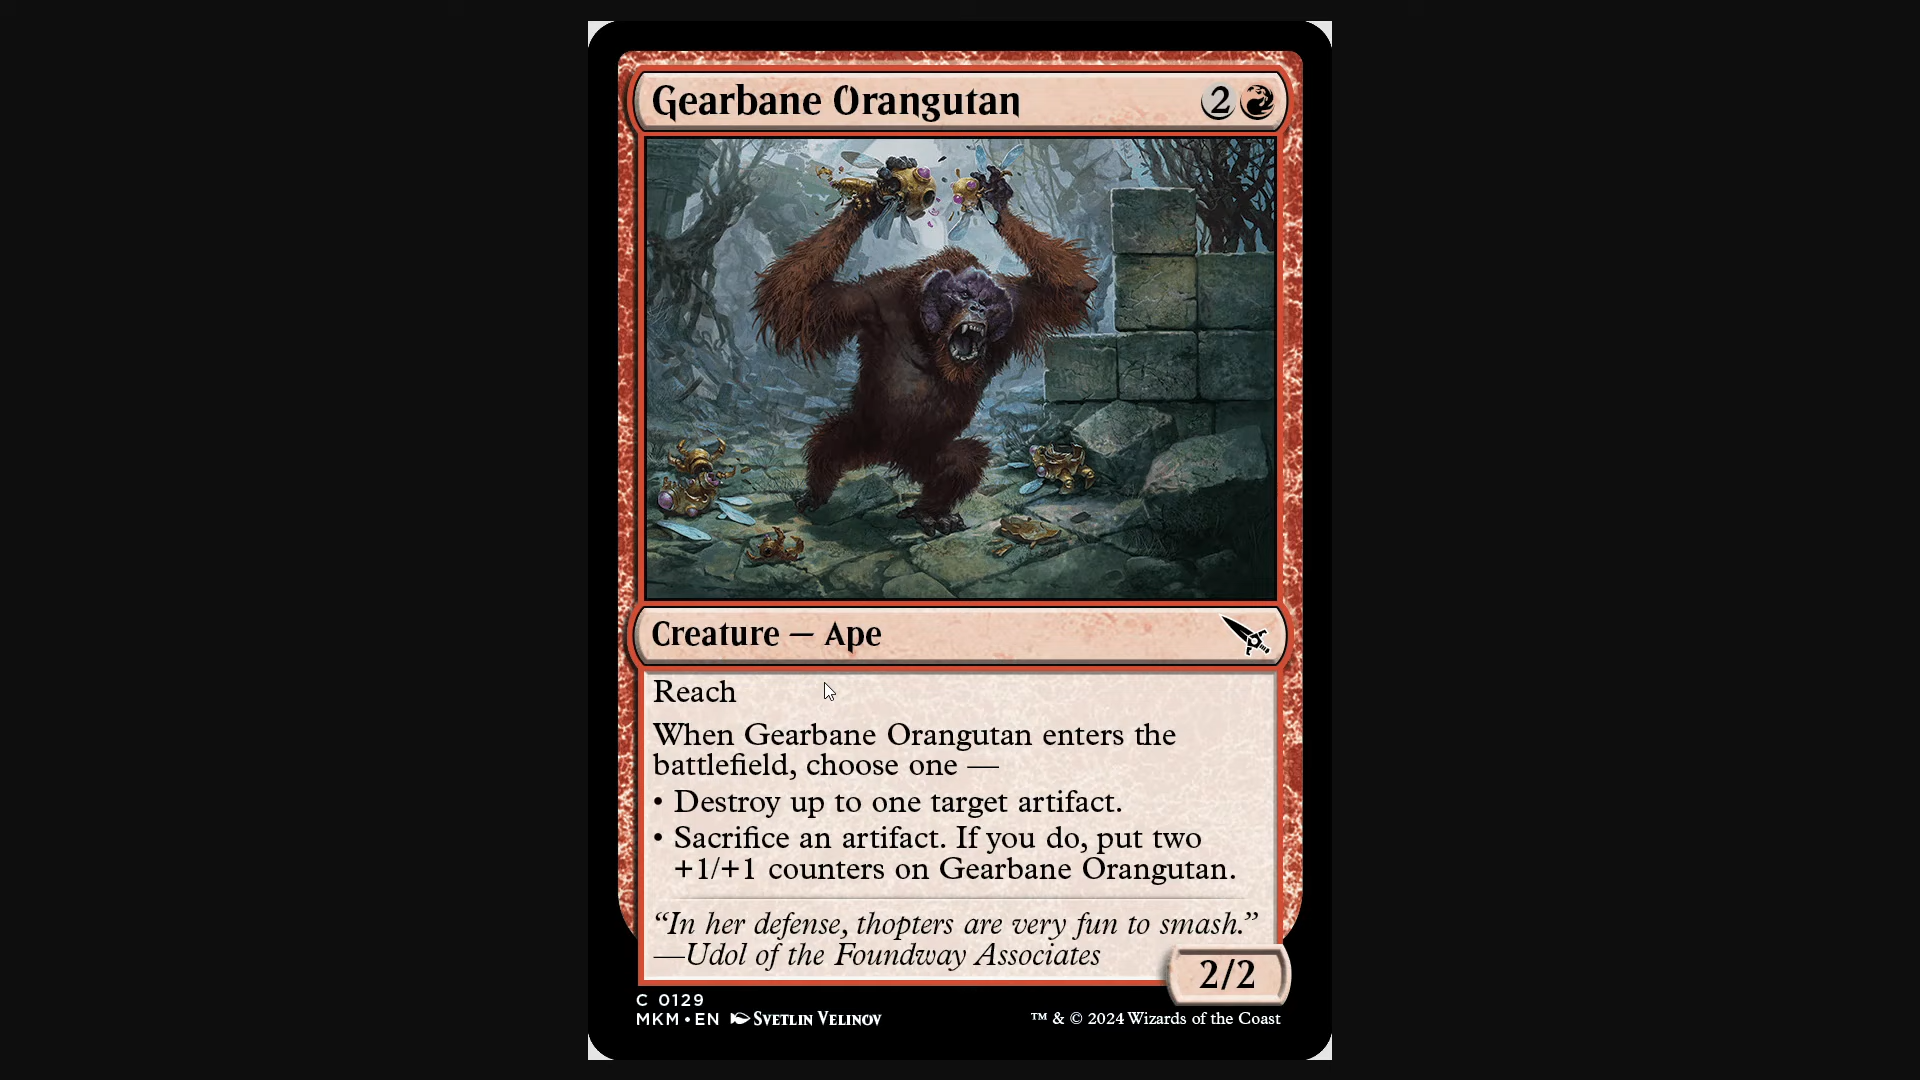 Gearbane Orangutan 2
Creature — Ape
Reach
When Gearbane Orangutan enters the
battlefield, choose one —
• Destroy up to one target artifact.
• Sacrifice an artifact. If you do, put two
+1/+1 counters on Gearbane Orangutan.
“In her defense, thopters are very fun to smash.”
—Udol of the Foundway Associates
2/2
C 0129
MKM • EN Svetlin Velinov
™ & © 2024 Wizards of the Coast